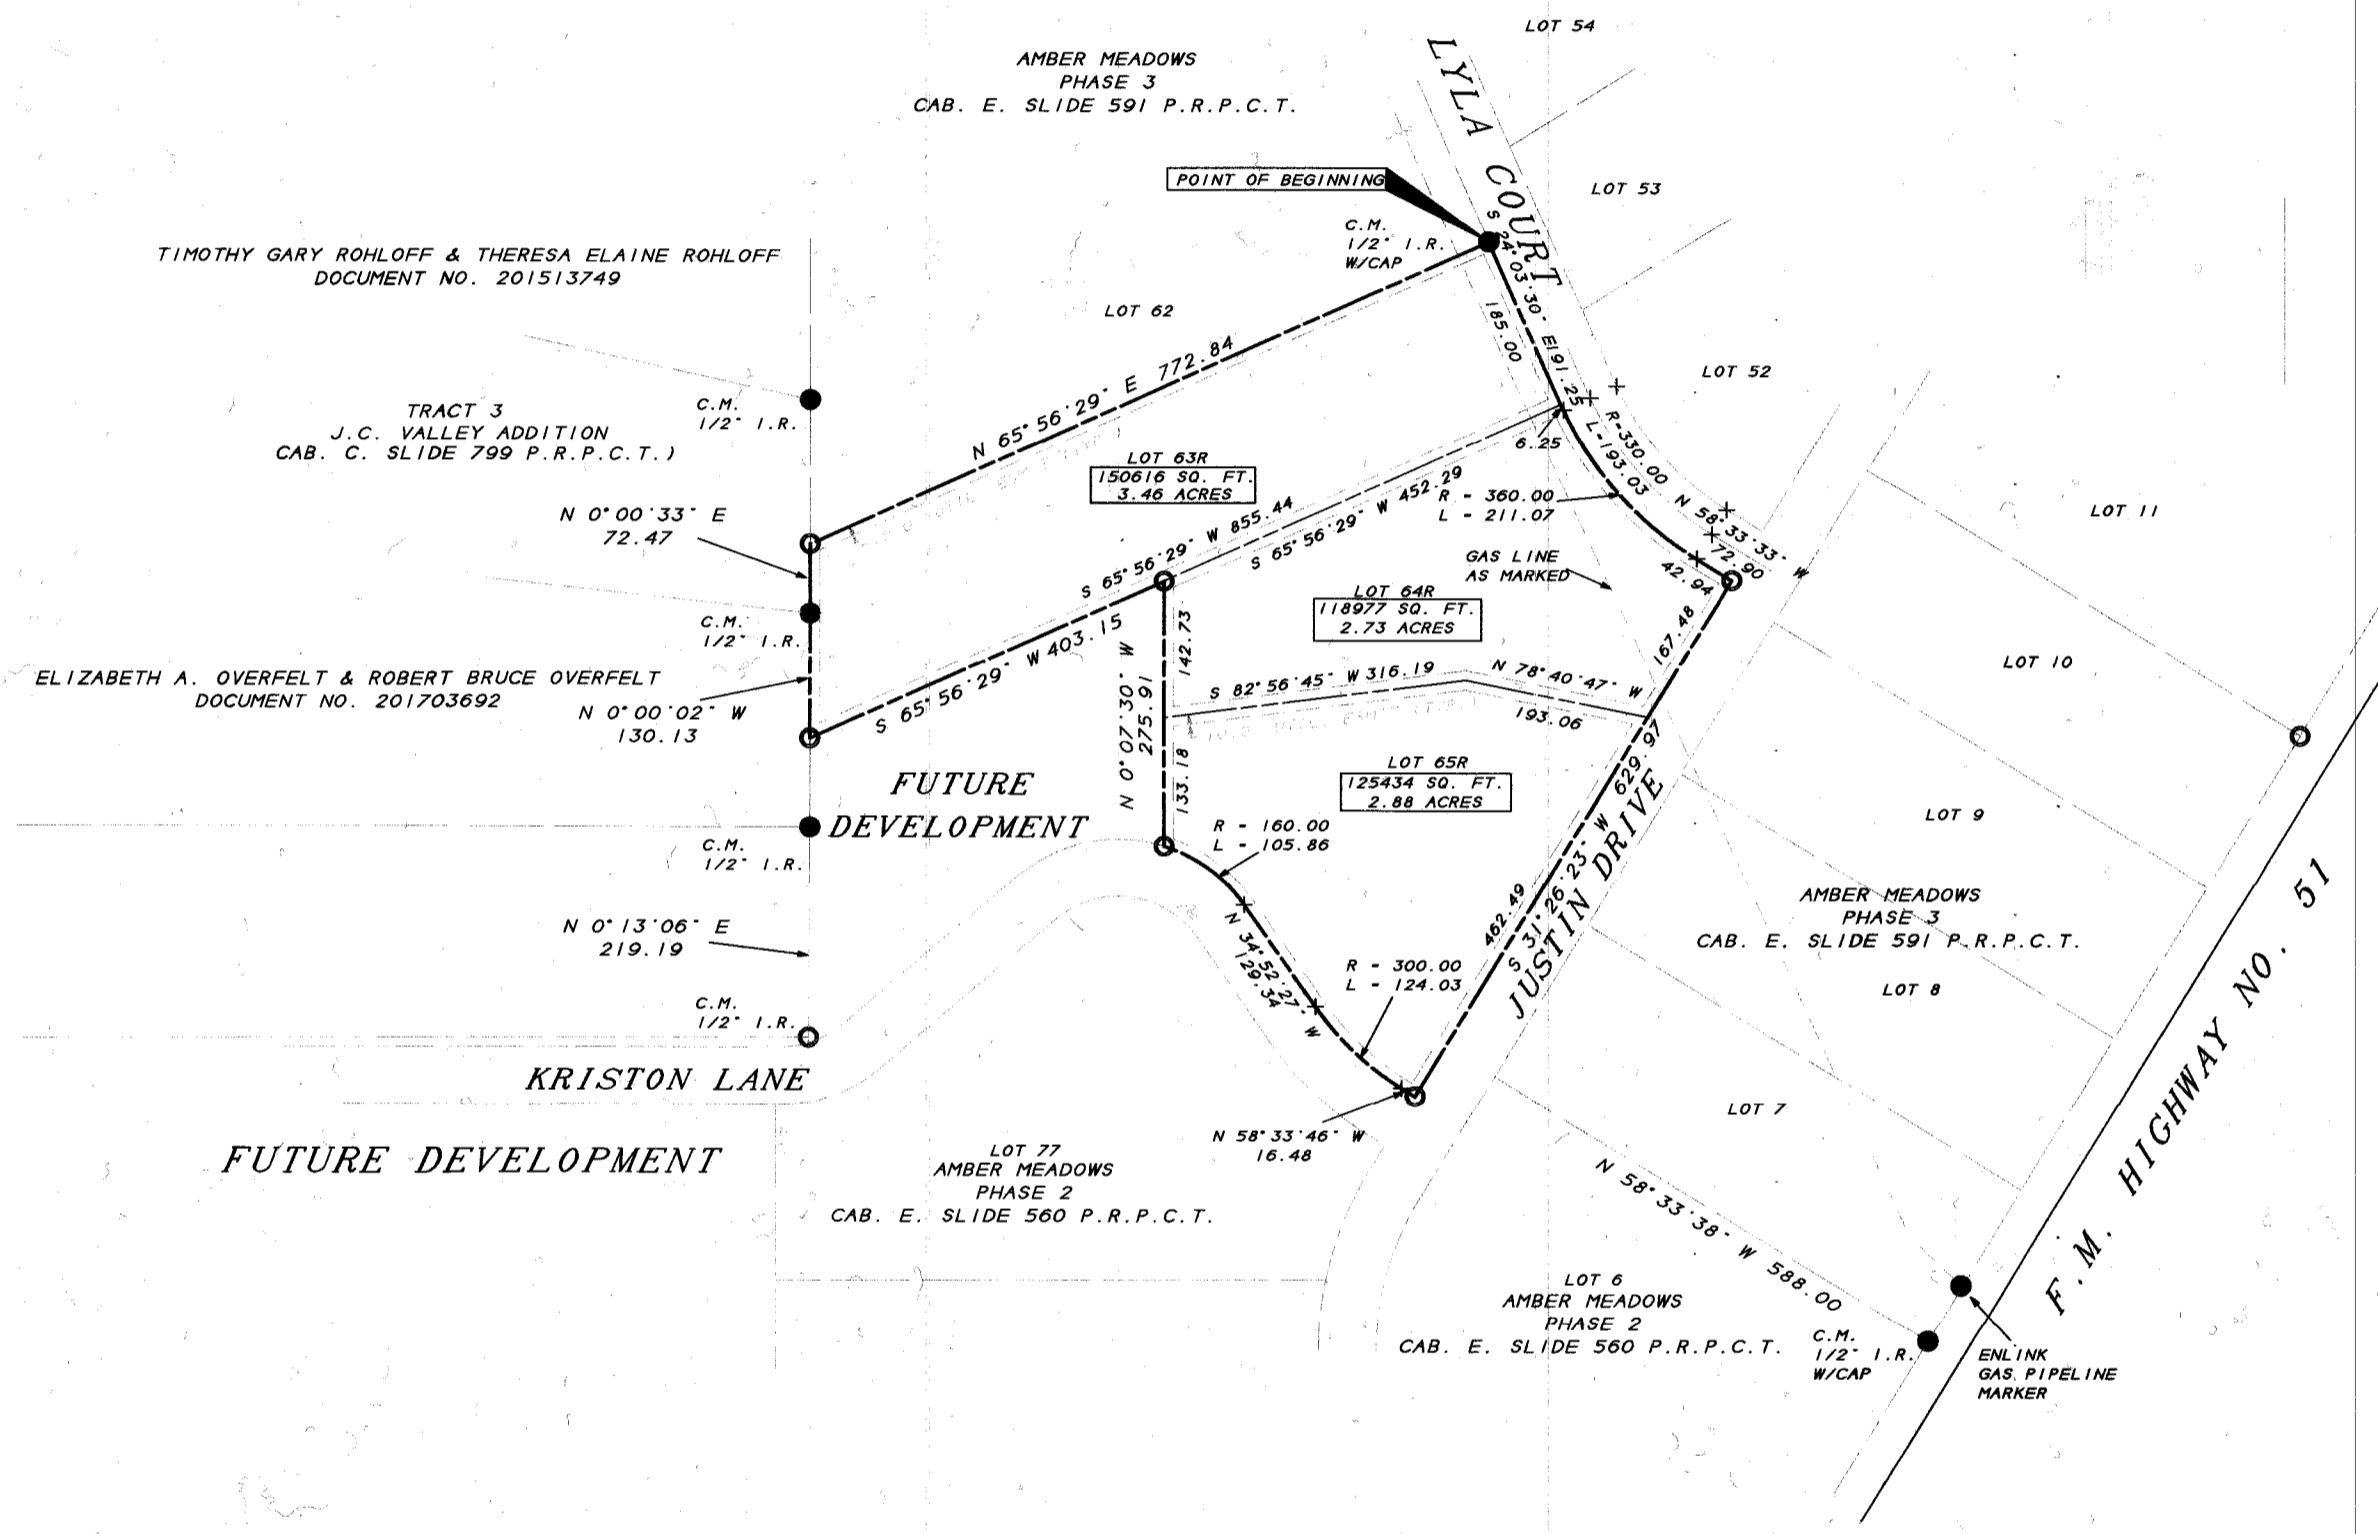 LOT 54
AMBER MEADOWS
PHASE 3
CAB. E. SLIDE 591 P.R.P.C.T.
LYLA COURT
POINT OF BEGINNING
LOT 53
C.M.
1/2" I.R.
W/CAP
S 24°03'30" E 191.25
185.00
TIMOTHY GARY ROHLOFF & THERESA ELAINE ROHLOFF
DOCUMENT NO. 201513749
LOT 62
N 65°56'29" E 772.84
LOT 52
TRACT 3
J.C. VALLEY ADDITION
CAB. C. SLIDE 799 P.R.P.C.T.)
C.M.
1/2" I.R.
6.25
R-330.00
L-193.03
N 58°33'33" W
72.90
LOT 63R
150616 SQ. FT.
3.46 ACRES
R - 360.00
L - 211.07
LOT 11
N 0°00'33" E
72.47
S 65°56'29" W 855.44
S 65°56'29" W 452.29
GAS LINE
AS MARKED
42.94
LOT 64R
118977 SQ. FT.
2.73 ACRES
167.48
C.M.
1/2" I.R.
142.73
S 65°56'29" W 403.15
ELIZABETH A. OVERFELT & ROBERT BRUCE OVERFELT
DOCUMENT NO. 201703692
N 0°00'02" W
130.13
N 0°07'30" W
275.91
S 82°56'45" W 316.19
N 78°40'47" W
193.06
LOT 10
133.18
FUTURE
DEVELOPMENT
LOT 65R
125434 SQ. FT.
2.88 ACRES
S 31°26'23" W 629.97
JUSTIN DRIVE
462.49
LOT 9
R - 160.00
L - 105.86
C.M.
1/2" I.R.
N 0°13'06" E
219.19
AMBER MEADOWS
PHASE 3
CAB. E. SLIDE 591 P.R.P.C.T.
N 34°52'27" W
129.34
R - 300.00
L - 124.03
LOT 8
C.M.
1/2" I.R.
KRISTON LANE
LOT 7
N 58°33'46" W
16.48
FUTURE DEVELOPMENT
LOT 77
AMBER MEADOWS
PHASE 2
CAB. E. SLIDE 560 P.R.P.C.T.
N 58°33'38" W 588.00
F.M. HIGHWAY NO. 51
LOT 6
AMBER MEADOWS
PHASE 2
CAB. E. SLIDE 560 P.R.P.C.T.
C.M.
1/2" I.R.
W/CAP
ENLINK
GAS PIPELINE
MARKER